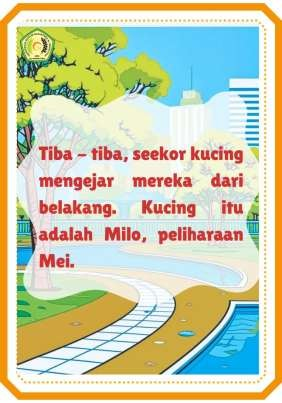 Tiba – tiba, seekor kucing
mengejar mereka dari
belakang. Kucing itu
adalah Milo, peliharaan
Mei.